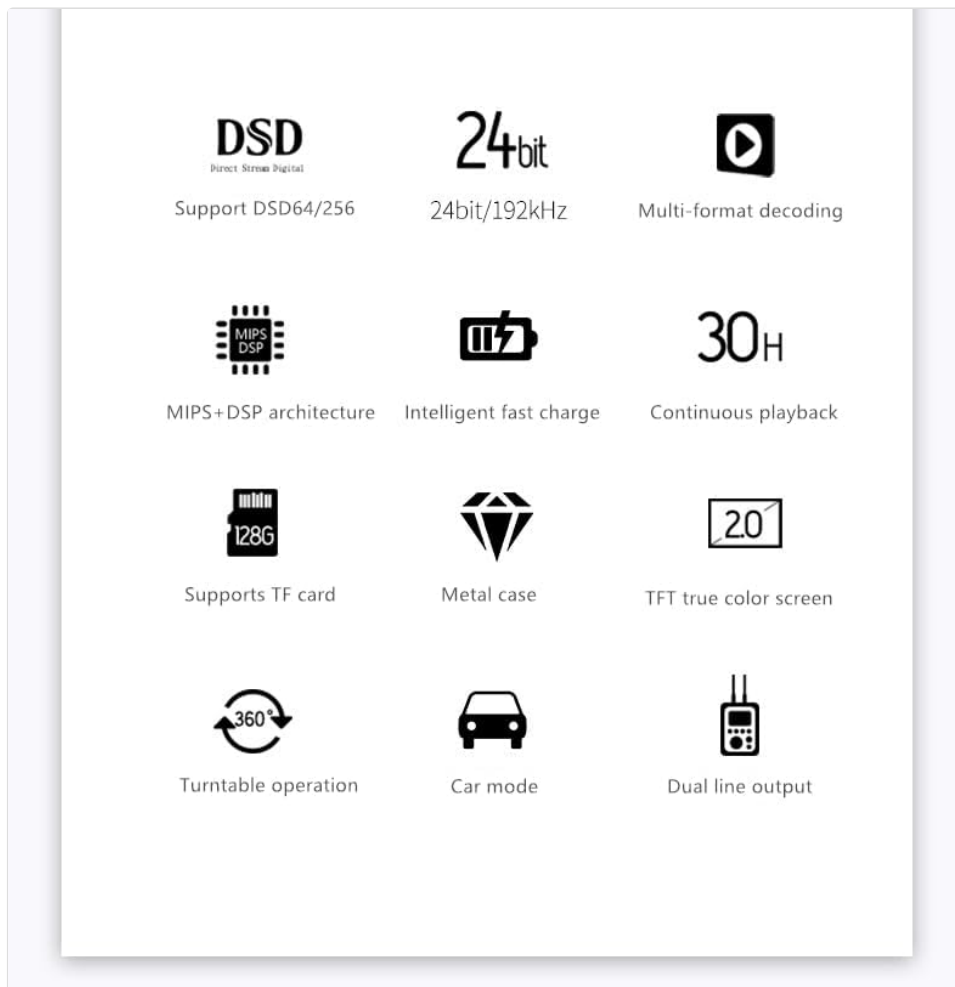 DSD
Direct Stream Digital
Support DSD64/256
24bit
24bit/192kHz
Multi-format decoding
MIPS
DSP
MIPS+DSP architecture
Intelligent fast charge
30H
Continuous playback
128G
Supports TF card
Metal case
2.0
TFT true color screen
360°
Turntable operation
Car mode
Dual line output